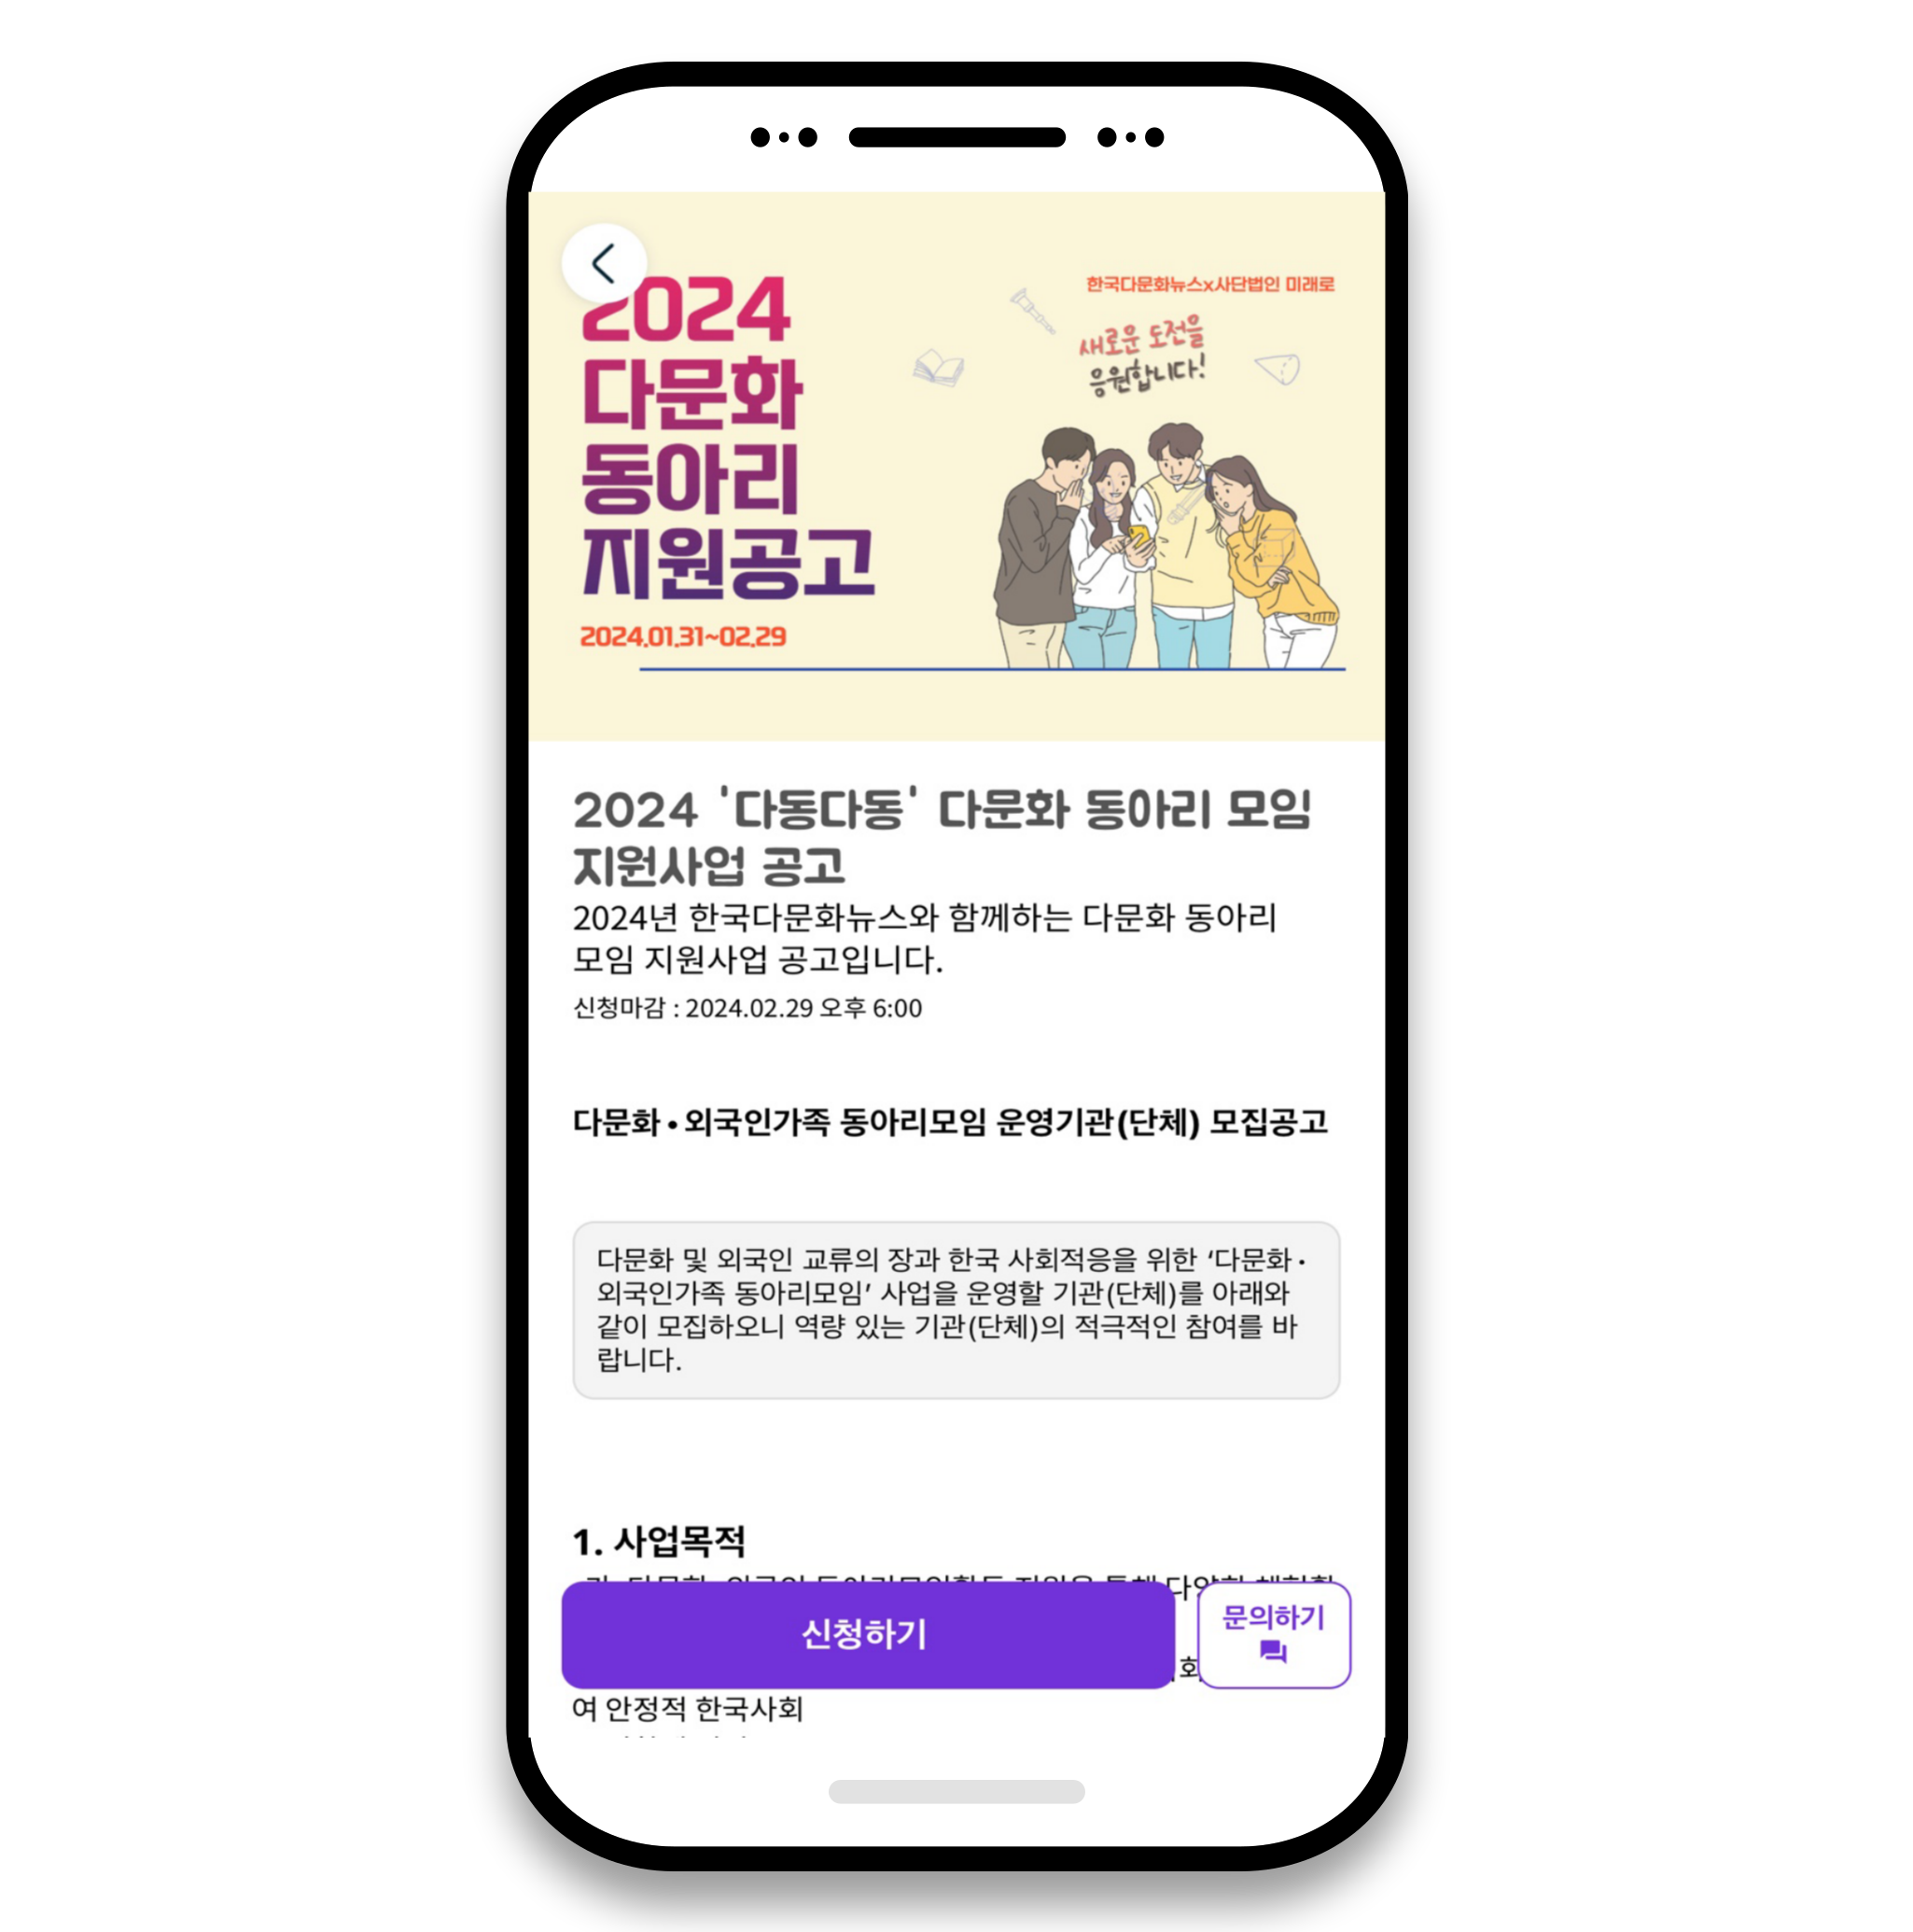 2024
다문화
동아리
지원공고
2024.01.31~02.29
한국다문화뉴스x사단법인 미래로
새로운 도전을
응원합니다!
2024 '다동다동' 다문화 동아리 모임
지원사업 공고
2024년 한국다문화뉴스와 함께하는 다문화 동아리
모임 지원사업 공고입니다.
신청마감 : 2024.02.29 오후 6:00
다문화•외국인가족 동아리모임 운영기관(단체) 모집공고
다문화 및 외국인 교류의 장과 한국 사회적응을 위한 ‘다문화•
외국인가족 동아리모임’ 사업을 운영할 기관(단체)를 아래와
같이 모집하오니 역량 있는 기관(단체)의 적극적인 참여를 바
랍니다.
1. 사업목적
신청하기
문의하기
여 안정적 한국사회